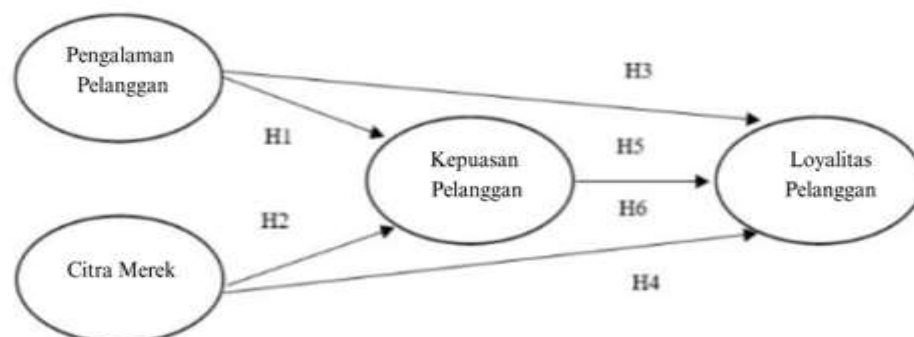 Pengalaman
Pelanggan
H3
H1
Kepuasan
Pelanggan
H5
Loyalitas
Pelanggan
H2
H6
Citra Merek
H4